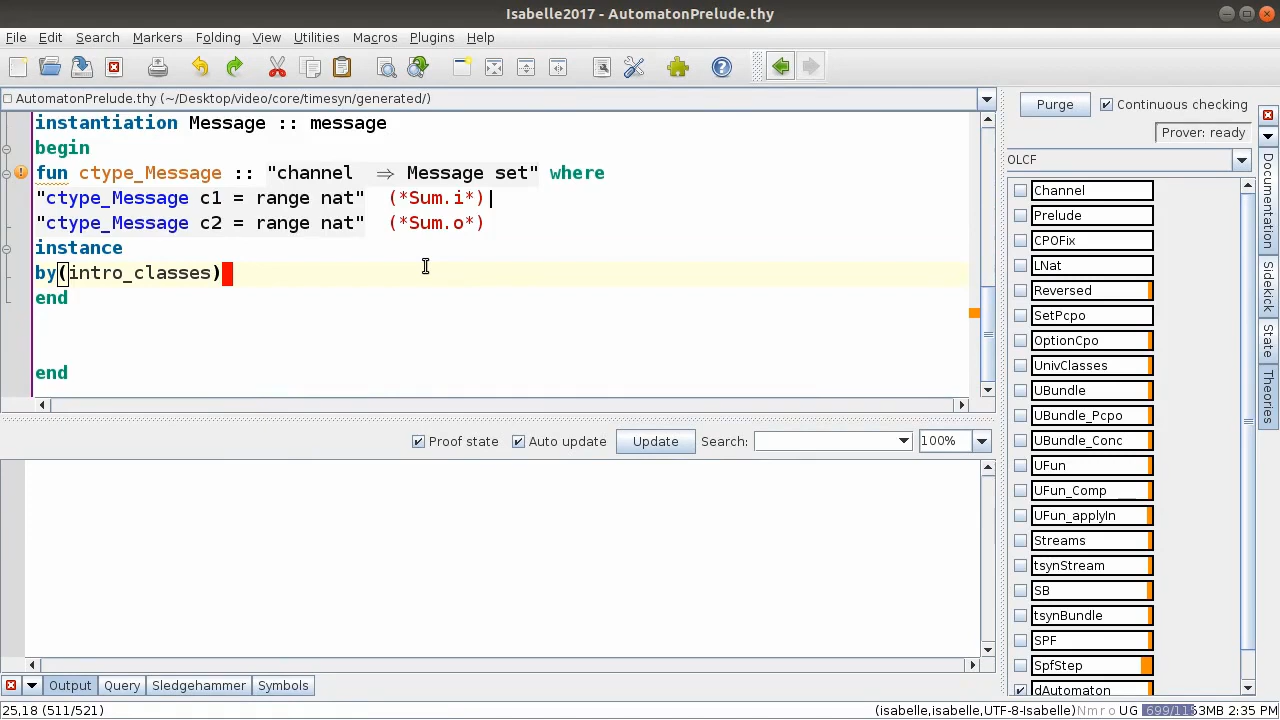 Isabelle2017 - AutomatonPrelude.thy
File Edit Search Markers Folding View Utilities Macros Plugins Help
AutomatonPrelude.thy (~/Desktop/video/core/timesyn/generated/)
instantiation Message :: message
begin
fun ctype_Message :: "channel ⇒ Message set" where
"ctype_Message c1 = range nat" (*Sum.i*)
"ctype_Message c2 = range nat" (*Sum.o*)
instance
by(intro_classes)
end
end
Proof state Auto update Update Search: 100%
Output Query Sledgehammer Symbols
25,18 (511/521) (isabelle,isabelle,UTF-8-Isabelle) N m r o UG
2:35 PM
Purge Continuous checking
Prover: ready
OLCF
Channel
Prelude
CPOFix
LNat
Reversed
SetPcpo
OptionCpo
UnivClasses
UBundle
UBundle_Pcpo
UBundle_Conc
UFun
UFun_Comp
UFun_applyIn
Streams
tsynStream
SB
tsynBundle
SPF
SpfStep
dAutomaton
Documentation
Sidekick
State
Theories